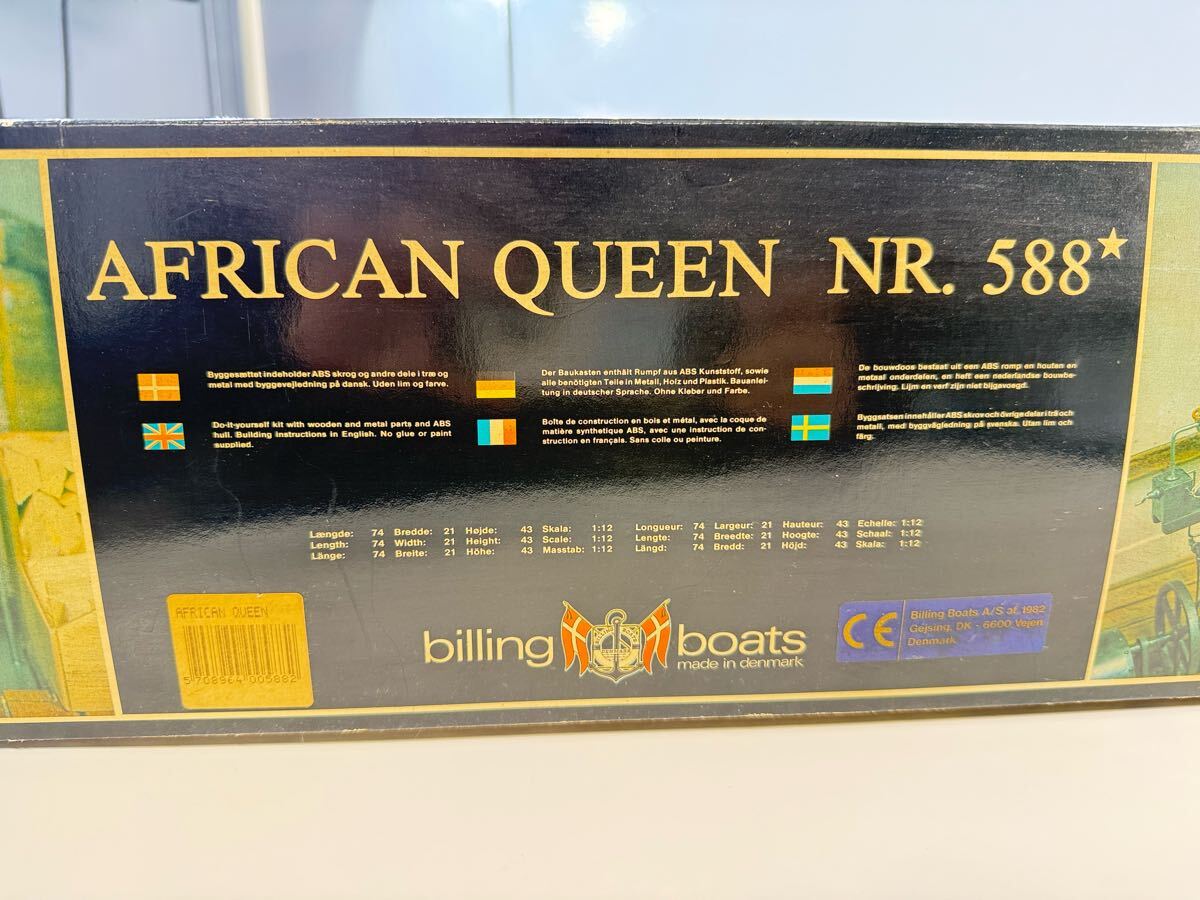 AFRICAN QUEEN NR. 588*
Byggesættet indeholder ABS skrog og andre dele i træ og
metal med byggevejledning på dansk. Uden lim og farve.
Do-it-yourself kit with wooden and metal parts and ABS
hull. Building Instructions in English. No glue or paint
supplied.
Der Baukasten enthält Rumpf aus ABS Kunststoff, sowie
alle benötigten Teile in Metall, Holz und Plastik. Bauanlei-
tung in deutscher Sprache. Ohne Kleber und Farbe.
Boîte de construction en bois et métal, avec la coque de
matière synthetique ABS, avec une instruction de con-
struction en français. Sans colle ou peinture.
De bouwdoos bestaat uit een ABS romp en houten en
metaal onderdelen, en heft een nederlandse bouwbe-
schrijving. Lijm en verf zijn niet bijgevoegd.
Byggsatsen innehåller ABS skrov och övrige delar i trä och
metall, med byggvägledning på svenska. Utan lim och
färg.
Længde: 74 Bredde: 21 Højde: 43 Skala: 1:12
Length: 74 Width: 21 Height: 43 Scale: 1:12
Länge: 74 Breite: 21 Höhe: 43 Masstab: 1:12
Longueur: 74 Largeur: 21 Hauteur: 43 Echelle: 1:12
Lengte: 74 Breedte: 21 Hoogte: 43 Schaal: 1:12
Längd: 74 Bredd: 21 Höjd: 43 Skala: 1:12
AFRICAN QUEEN
5 708964 005882
billing boats
made in denmark
CE
Billing Boats A/S af. 1982
Gejsing, DK - 6600 Vejen
Denmark